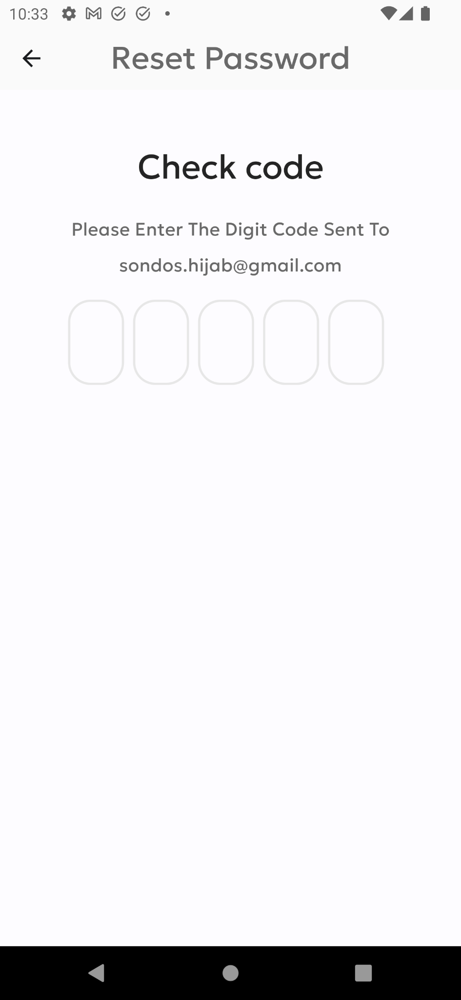 10:33
Reset Password
Check code
Please Enter The Digit Code Sent To
sondos.hijab@gmail.com